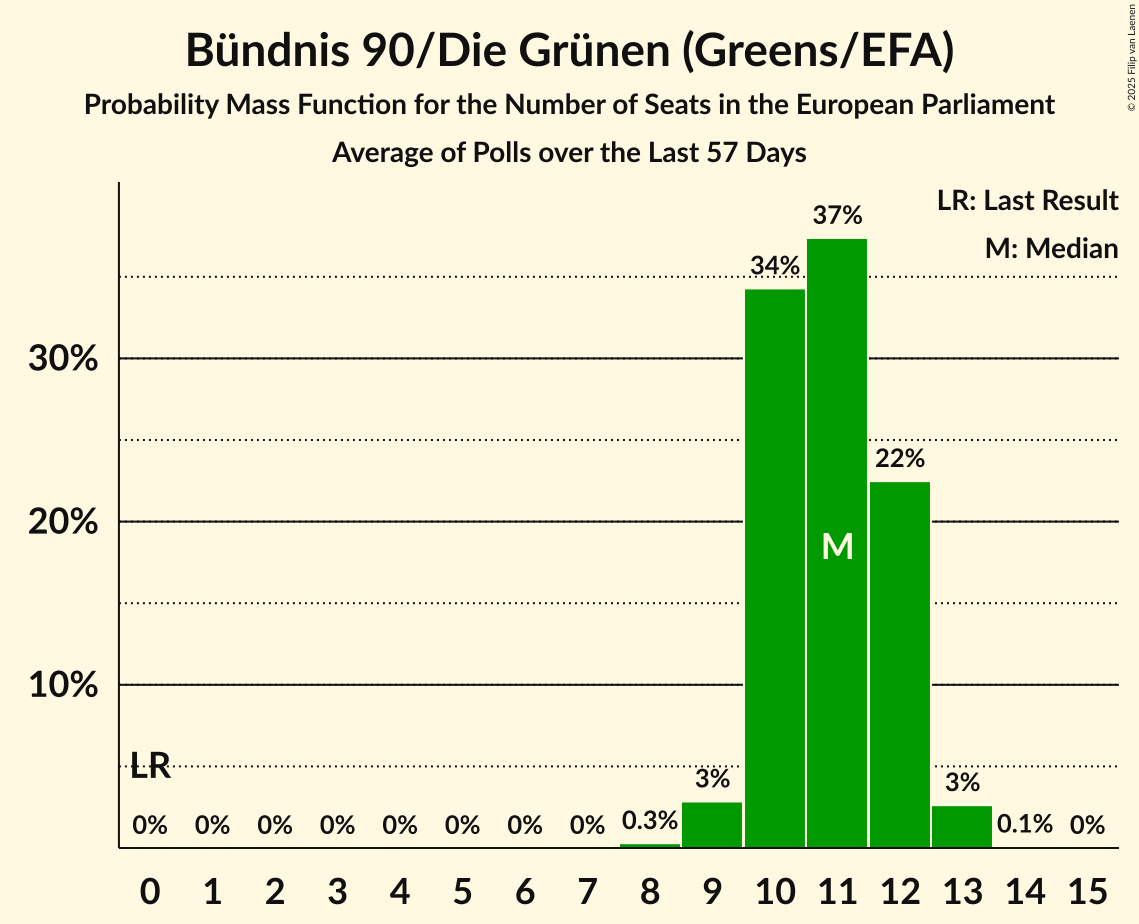 Bündnis 90/Die Grünen (Greens/EFA)
Probability Mass Function for the Number of Seats in the European Parliament
Average of Polls over the Last 57 Days
© 2025 Filip van Laenen
LR: Last Result
M: Median
37%
34%
30%
22%
20%
M
10%
LR
0% 0% 0% 0% 0% 0% 0% 0% 0.3% 3% 3% 0.1% 0%
0 1 2 3 4 5 6 7 8 9 10 11 12 13 14 15